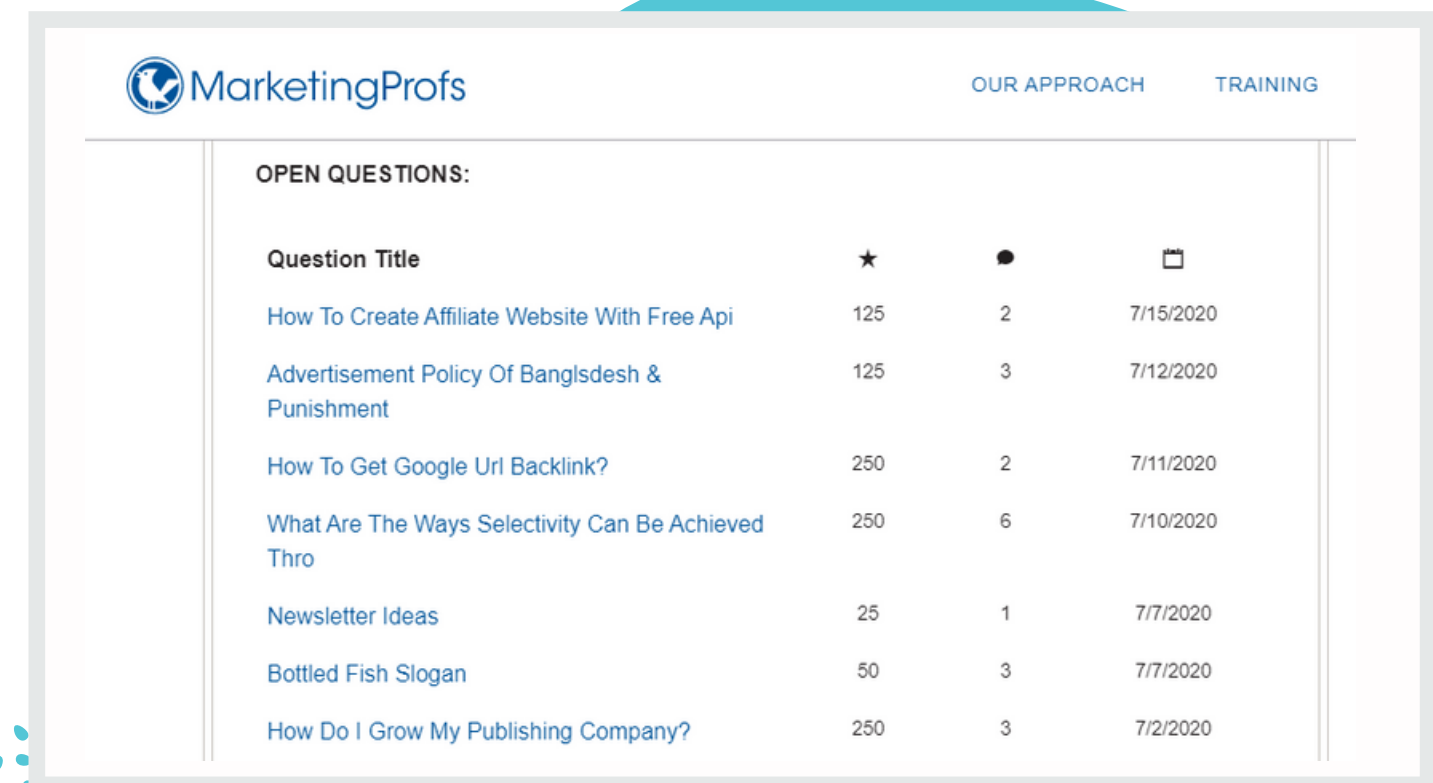 MarketingProfs
OUR APPROACH TRAINING
OPEN QUESTIONS:
Question Title
How To Create Affiliate Website With Free Api 125 2 7/15/2020
Advertisement Policy Of Banglsdesh & 125 3 7/12/2020
Punishment
How To Get Google Url Backlink? 250 2 7/11/2020
What Are The Ways Selectivity Can Be Achieved 250 6 7/10/2020
Thro
Newsletter Ideas 25 1 7/7/2020
Bottled Fish Slogan 50 3 7/7/2020
How Do I Grow My Publishing Company? 250 3 7/2/2020